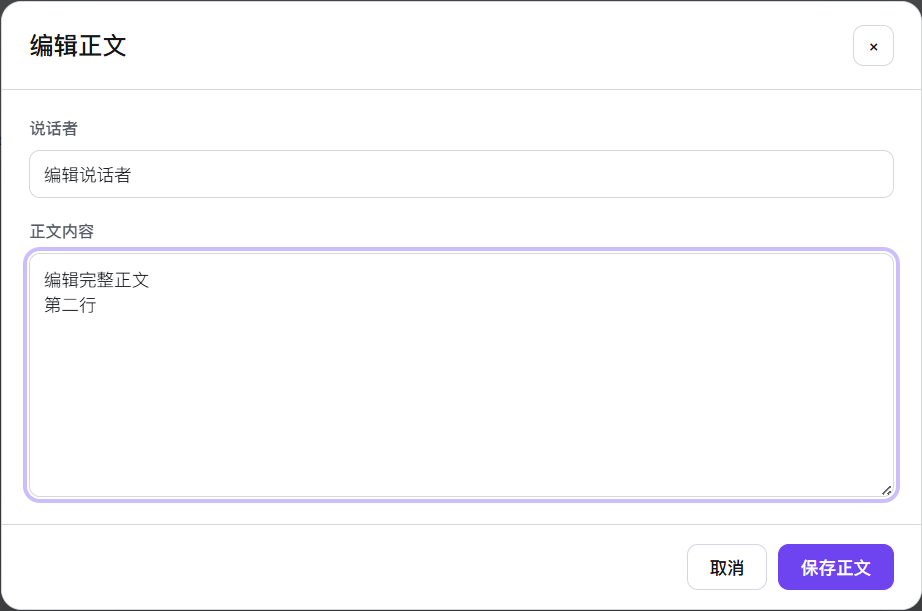 编辑正文
×
说话者
编辑说话者
正文内容
编辑完整正文
第二行
取消
保存正文